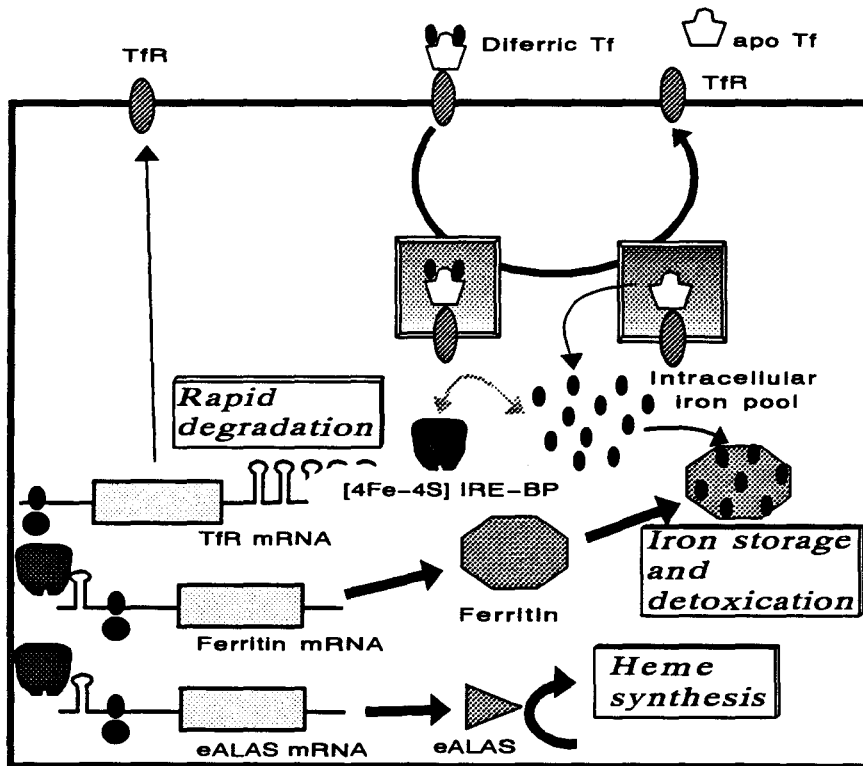 TfR
Diferric Tf
apo Tf
TfR
Rapid
degradation
Intracellular
iron pool
[4Fe-4S] IRE-BP
TfR mRNA
Iron storage
and
detoxication
Ferritin
Ferritin mRNA
Heme
synthesis
eALAS mRNA
eALAS